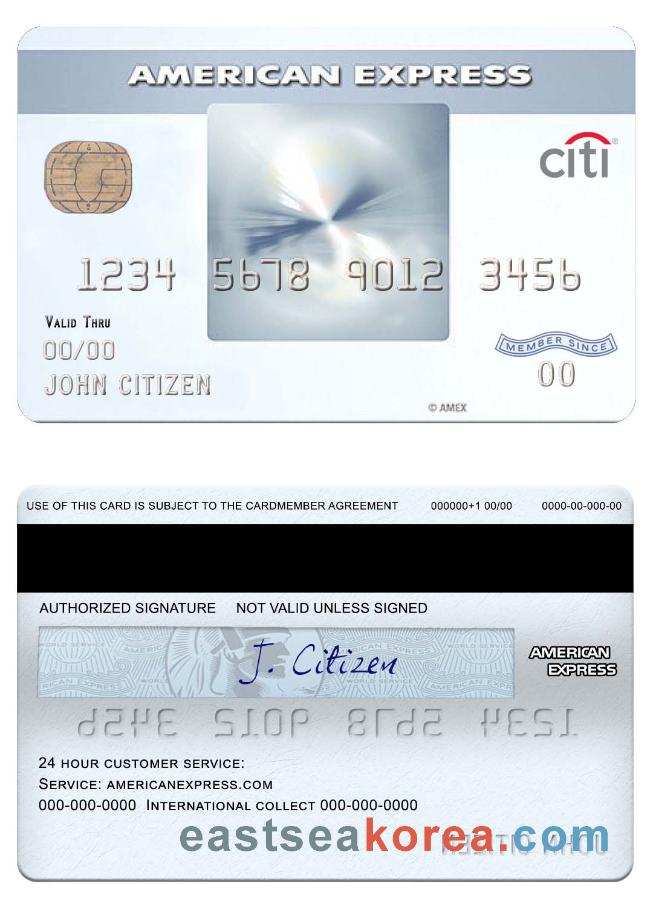 AMERICAN EXPRESS
citi®
1234 5678 9012 3456
VALID THRU
00/00
MEMBER SINCE
00
JOHN CITIZEN
© AMEX
USE OF THIS CARD IS SUBJECT TO THE CARDMEMBER AGREEMENT 000000+1 00/00 0000-00-000-00
AUTHORIZED SIGNATURE NOT VALID UNLESS SIGNED
J. Citizen
AMERICAN
EXPRESS
24 HOUR CUSTOMER SERVICE:
SERVICE: AMERICANEXPRESS.COM
000-000-0000 INTERNATIONAL COLLECT 000-000-0000
eastseakorea.com